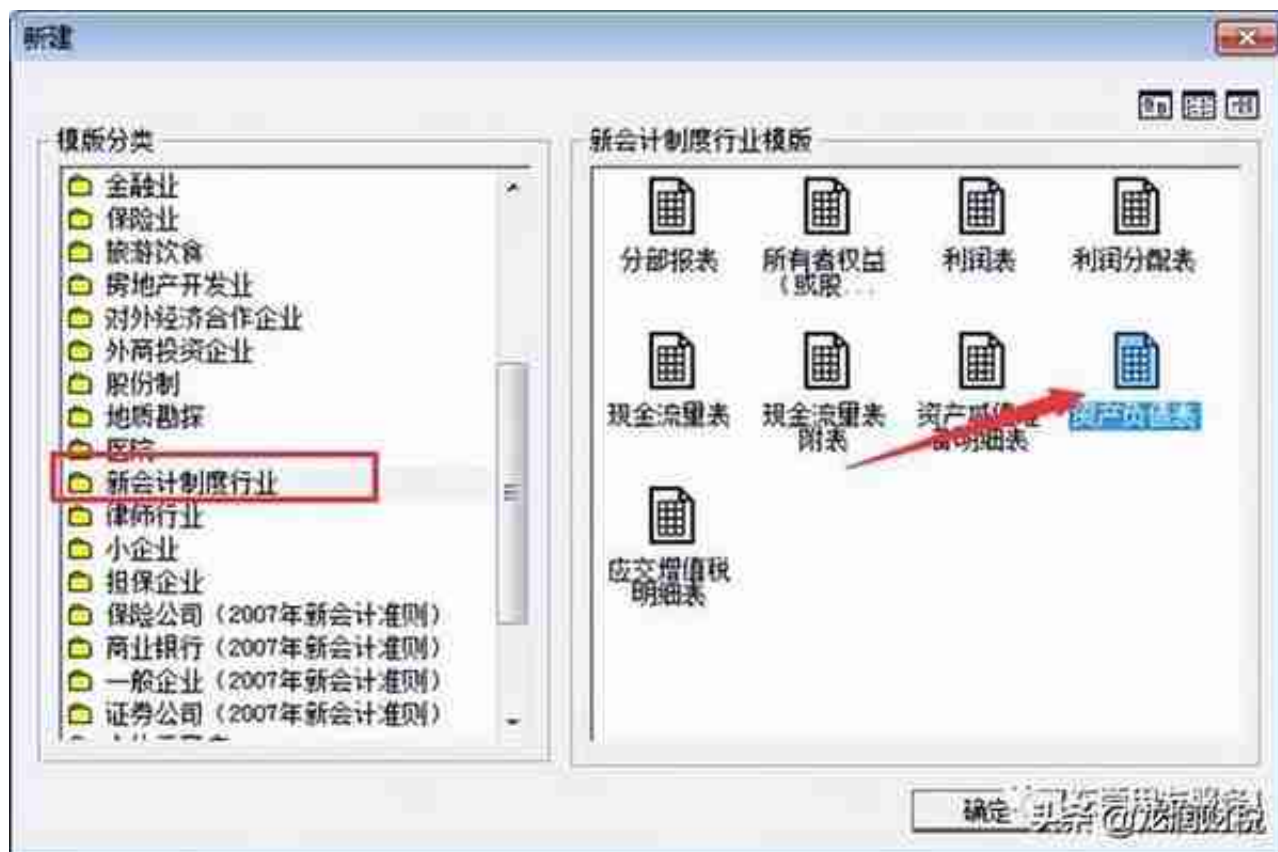 新建
模版分类
金融业
保险业
旅游饮食
房地产开发业
对外经济合作企业
外商投资企业
股份制
地质勘探
医院
新会计制度行业
律师行业
小企业
担保企业
保险公司（2007年新会计准则）
商业银行（2007年新会计准则）
一般企业（2007年新会计准则）
证券公司（2007年新会计准则）
新会计制度行业模版
分部报表
所有者权益
（或股...
利润表
利润分配表
现金流量表
现金流量表
附表
资产减值准
备明细表
资产负债表
应交增值税
明细表
确定
头条 @龙润财税